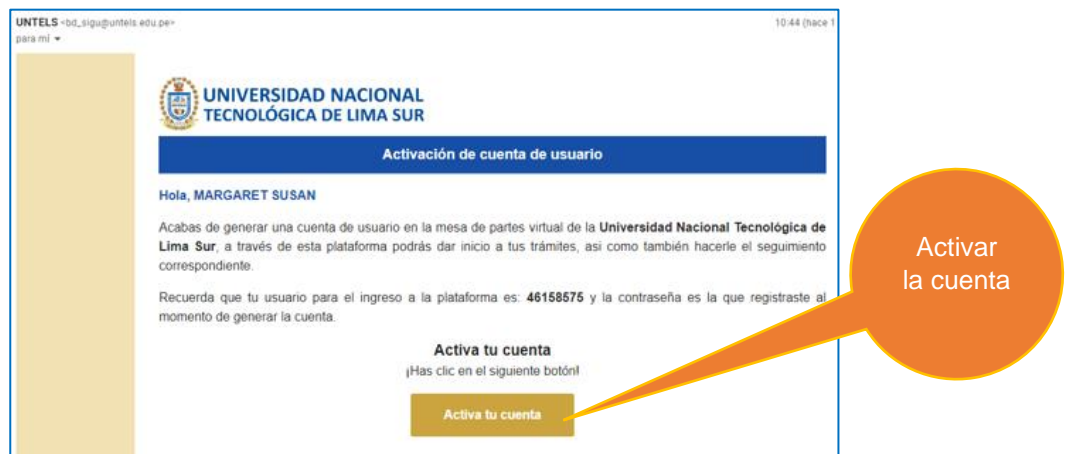 UNTELS <bd_sigu@untels.edu.pe>
10:44 (hace 1
para mí
UNIVERSIDAD NACIONAL
TECNOLÓGICA DE LIMA SUR
Activación de cuenta de usuario
Hola, MARGARET SUSAN
Acabas de generar una cuenta de usuario en la mesa de partes virtual de la Universidad Nacional Tecnológica de
Lima Sur, a través de esta plataforma podrás dar inicio a tus trámites, asi como también hacerle el seguimiento
correspondiente.
Recuerda que tu usuario para el ingreso a la plataforma es: 46158575 y la contraseña es la que registraste al
momento de generar la cuenta.
Activa tu cuenta
¡Has clic en el siguiente botón!
Activa tu cuenta
Activar
la cuenta